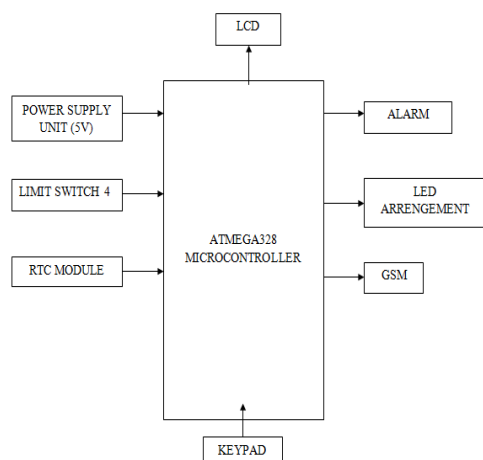 LCD
POWER SUPPLY
UNIT (5V)
ALARM
LIMIT SWITCH 4
LED
ARRENGEMENT
ATMEGA328
MICROCONTROLLER
RTC MODULE
GSM
KEYPAD